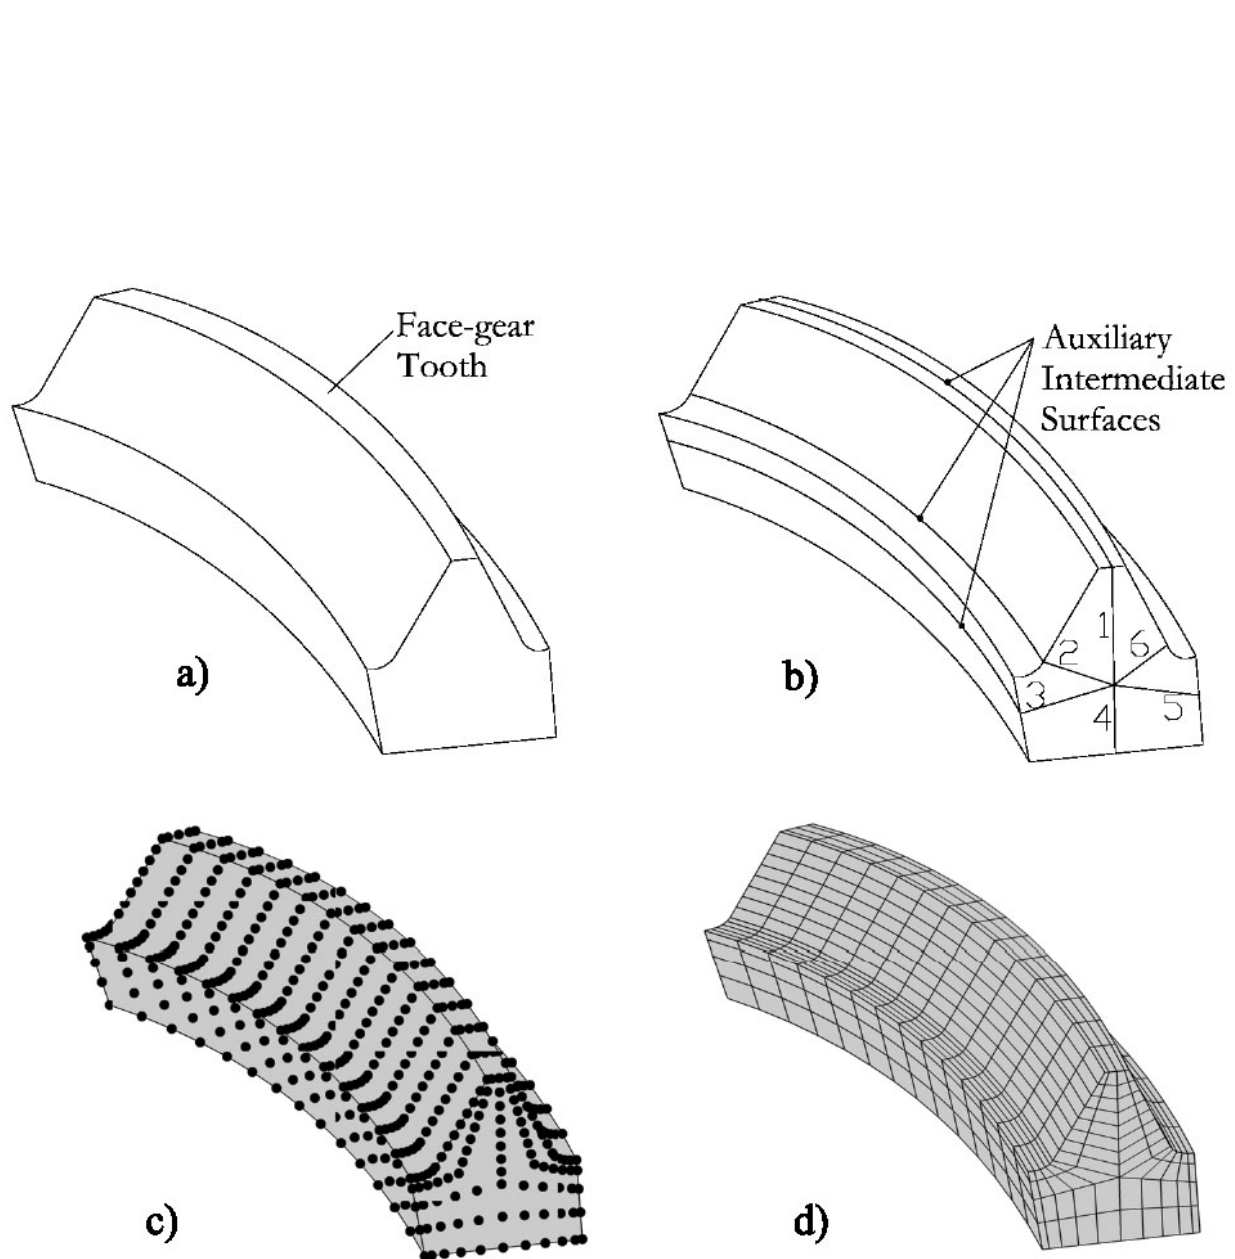 Face-gear
Tooth
a)
Auxiliary
Intermediate
Surfaces
1
2
6
3
4
5
b)
c)
d)